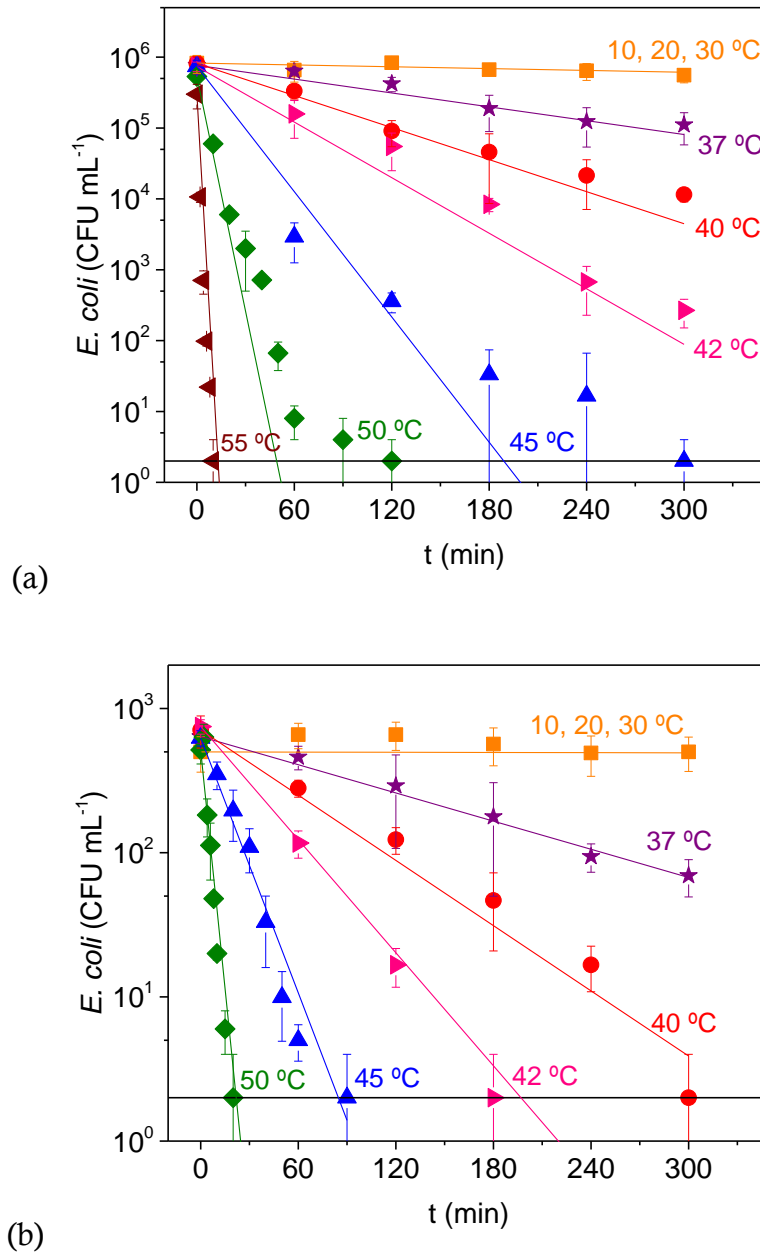 10⁶
10⁵
10⁴
10³
10²
10¹
10⁰
E. coli (CFU mL⁻¹)
10, 20, 30 ºC
37 ºC
40 ºC
42 ºC
45 ºC
50 ºC
55 ºC
0 60 120 180 240 300
t (min)
(a)
10³
10²
10¹
10⁰
E. coli (CFU mL⁻¹)
10, 20, 30 ºC
37 ºC
40 ºC
42 ºC
45 ºC
50 ºC
0 60 120 180 240 300
t (min)
(b)